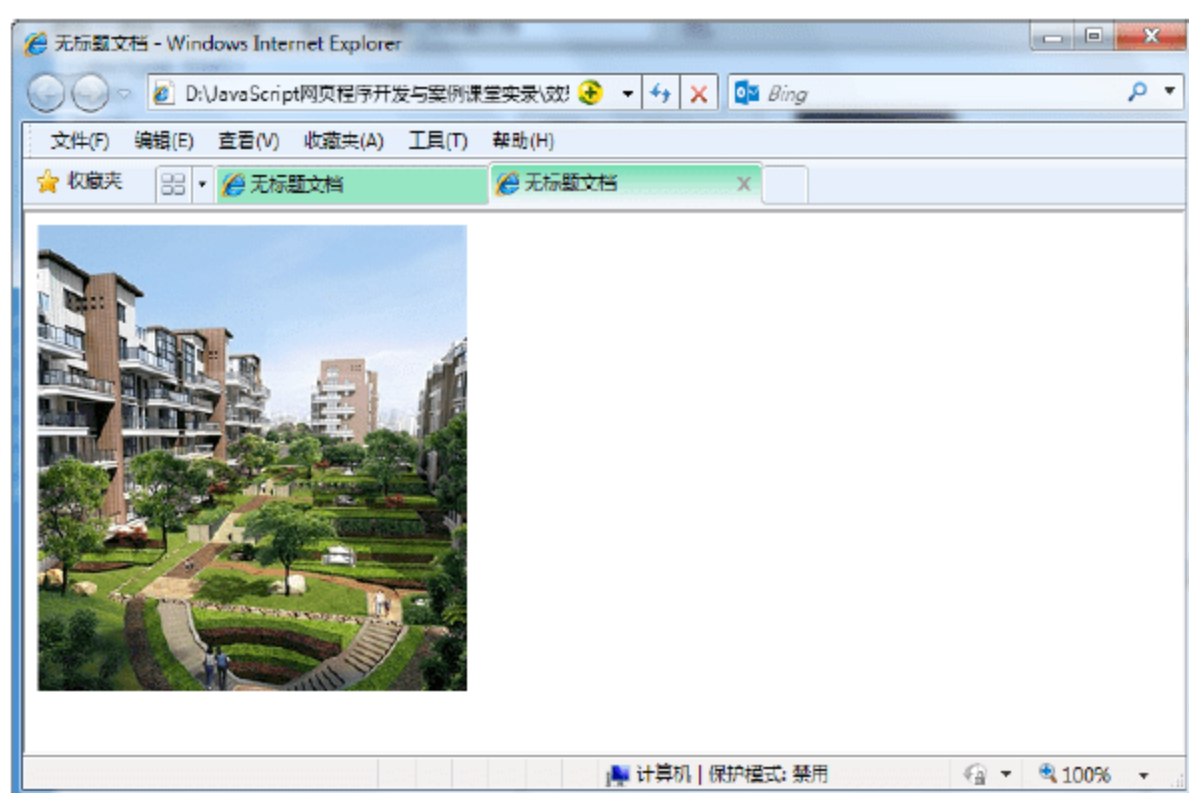 无标题文档 - Windows Internet Explorer
D:\JavaScript网页程序开发与案例课堂实录\效! Bing
文件(F) 编辑(E) 查看(V) 收藏夹(A) 工具(T) 帮助(H)
收藏夹 无标题文档 无标题文档
计算机 | 保护模式: 禁用 100%